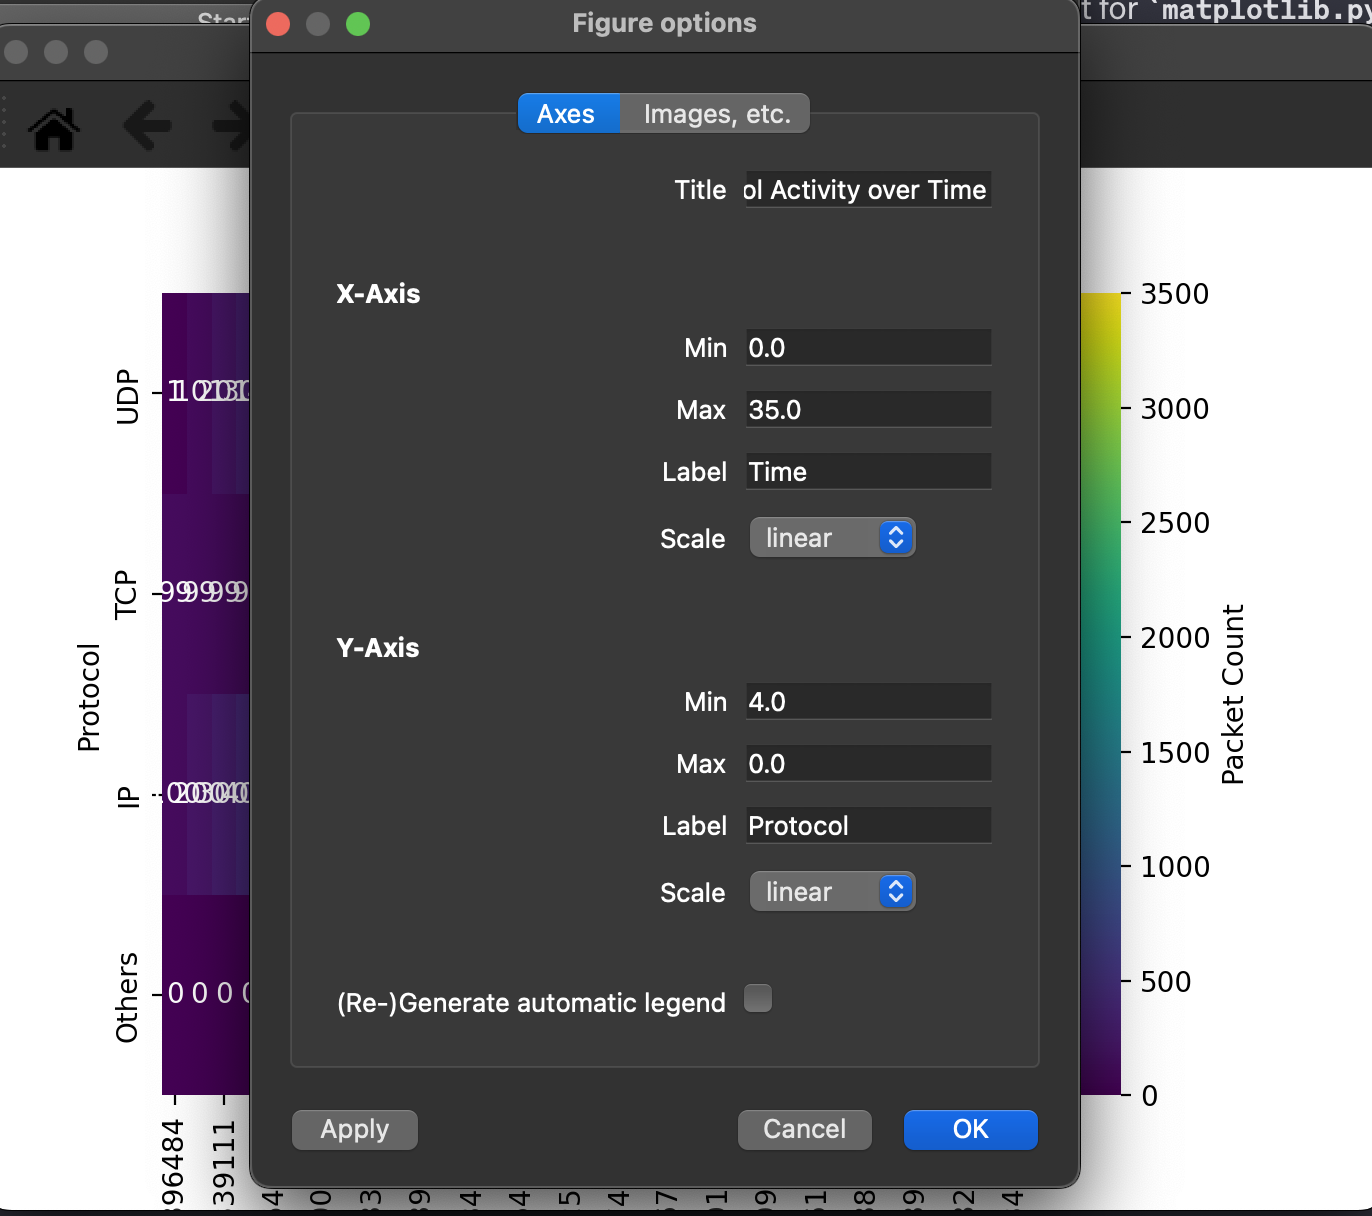 Figure options
t for `matplotlib.py
Axes
Images, etc.
Title
ol Activity over Time
X-Axis
Min
0.0
Max
35.0
Label
Time
Scale
linear
Y-Axis
Min
4.0
Max
0.0
Label
Protocol
Scale
linear
(Re-)Generate automatic legend
Apply
Cancel
OK
Protocol
UDP
TCP
IP
Others
0 0 0
96484
39111
3500
3000
2500
2000
1500
1000
500
0
Packet Count